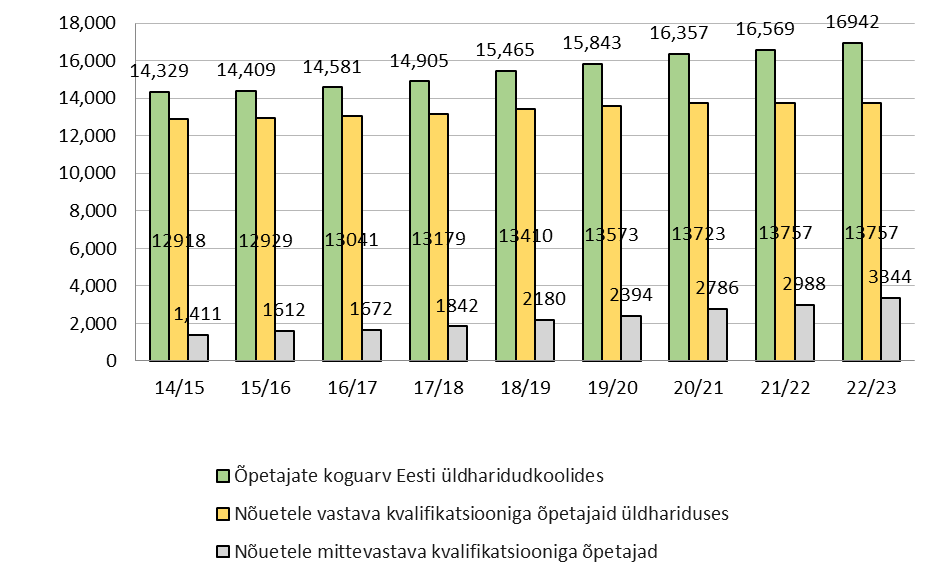 18,000
16,000
14,000
12,000
10,000
8,000
6,000
4,000
2,000
0
14,329 14,409 14,581 14,905 15,465 15,843 16,357 16,569 16942
12918 12929 13041 13179 13410 13573 13723 13757 13757
1,411 1612 1672 1842 2180 2394 2786 2988 3344
14/15 15/16 16/17 17/18 18/19 19/20 20/21 21/22 22/23
Õpetajate koguarv Eesti üldharidudkoolides
Nõuetele vastava kvalifikatsiooniga õpetajaid üldhariduses
Nõuetele mittevastava kvalifikatsiooniga õpetajad